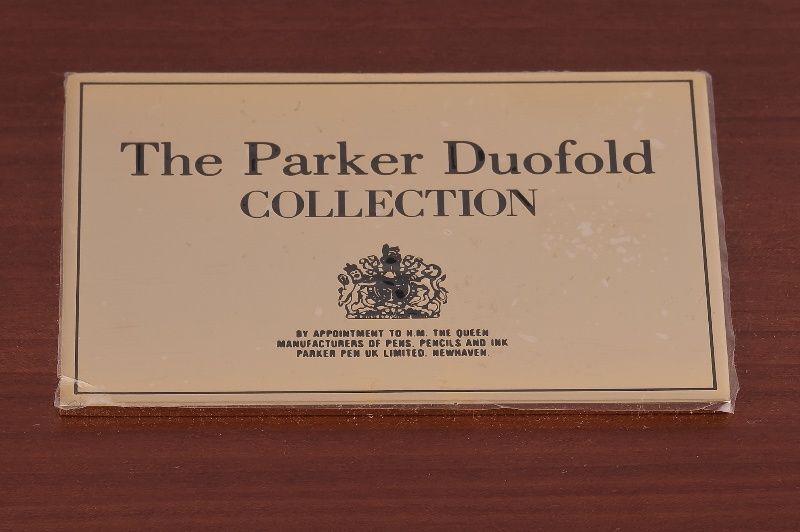 The Parker Duofold
COLLECTION
BY APPOINTMENT TO H.M. THE QUEEN
MANUFACTURERS OF PENS, PENCILS AND INK
PARKER PEN UK LIMITED. NEWHAVEN.